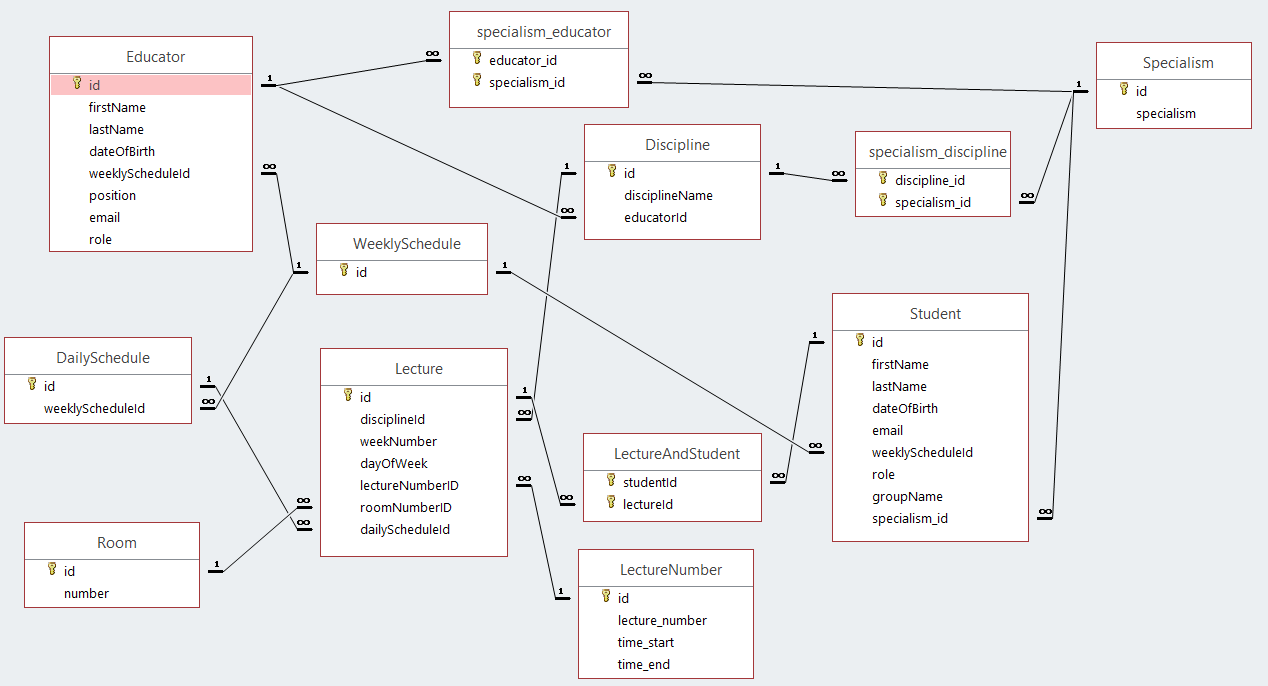 Educator
id
firstName
lastName
dateOfBirth
weeklyScheduleId
position
email
role
1
∞
∞
specialism_educator
educator_id
specialism_id
∞
1
Specialism
id
specialism
Discipline
id
disciplineName
educatorId
1
∞
1
∞
specialism_discipline
discipline_id
specialism_id
∞
WeeklySchedule
id
1
1
DailySchedule
id
weeklyScheduleId
1
∞
Lecture
id
disciplineId
weekNumber
dayOfWeek
lectureNumberID
roomNumberID
dailyScheduleId
1
∞
∞
∞
∞
Student
id
firstName
lastName
dateOfBirth
email
weeklyScheduleId
role
groupName
specialism_id
1
∞
∞
LectureAndStudent
studentId
lectureId
∞
∞
Room
id
number
1
LectureNumber
id
lecture_number
time_start
time_end
1